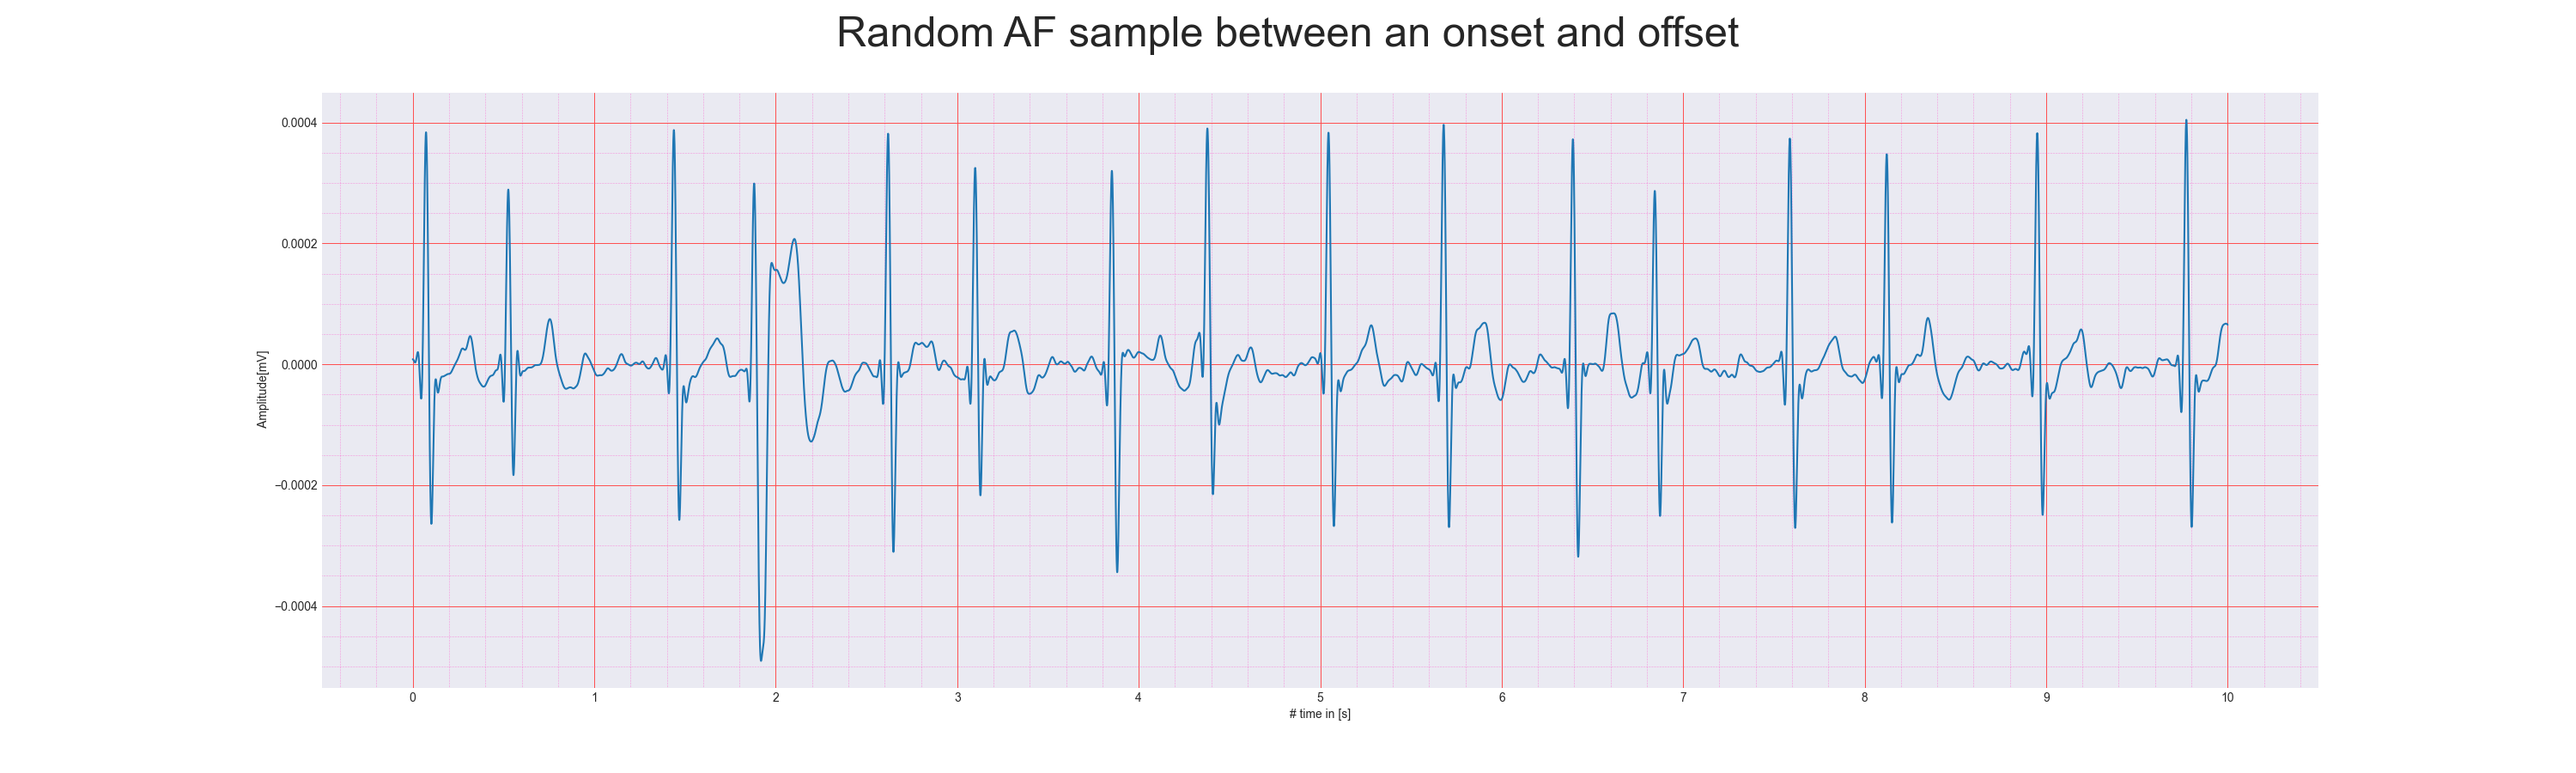 Random AF sample between an onset and offset
0.0004
0.0002
0.0000
−0.0002
−0.0004
Amplitude[mV]
0 1 2 3 4 5 6 7 8 9 10
# time in [s]